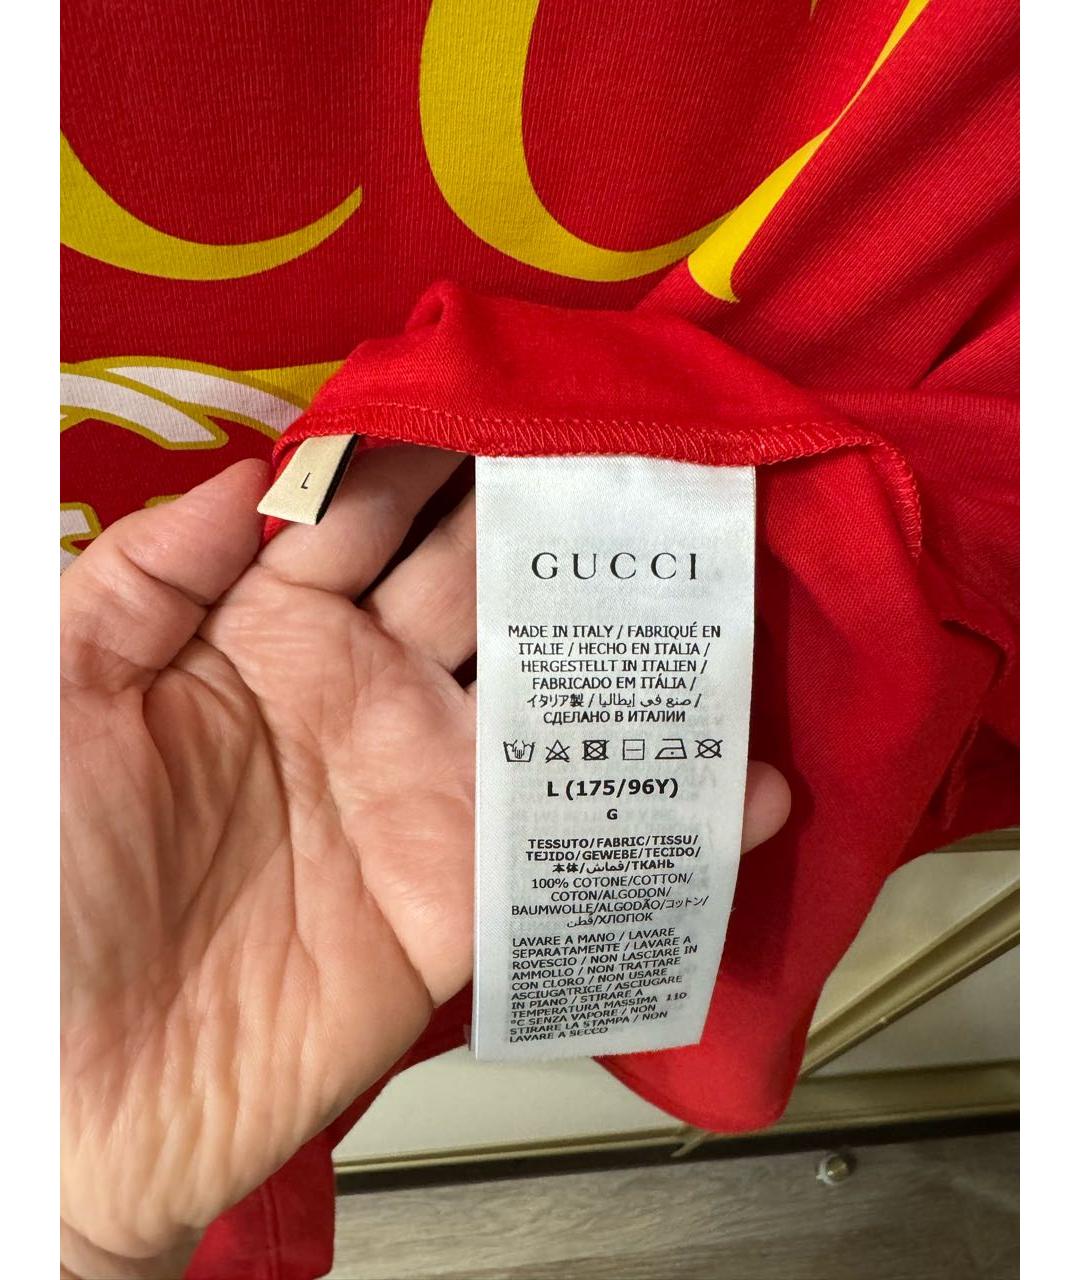 L
GUCCI
MADE IN ITALY / FABRIQUÉ EN
ITALIE / HECHO EN ITALIA /
HERGESTELLT IN ITALIEN /
FABRICADO EM ITÁLIA /
イタリア製 / صنع في إيطاليا /
СДЕЛАНО В ИТАЛИИ
L (175/96Y)
G
TESSUTO/FABRIC/TISSU/
TEJIDO/GEWEBE/TECIDO/
本体/قماش/ТКАНЬ
100% COTONE/COTTON/
COTON/ALGODON/
BAUMWOLLE/ALGODÃO/コットン/
قطن/ХЛОПОК
LAVARE A MANO / LAVARE
SEPARATAMENTE / LAVARE A
ROVESCIO / NON LASCIARE IN
AMMOLLO / NON TRATTARE
CON CLORO / NON USARE
ASCIUGATRICE / ASCIUGARE
IN PIANO / STIRARE A
TEMPERATURA MASSIMA 110
°C SENZA VAPORE / NON
STIRARE LA STAMPA / NON
LAVARE A SECCO